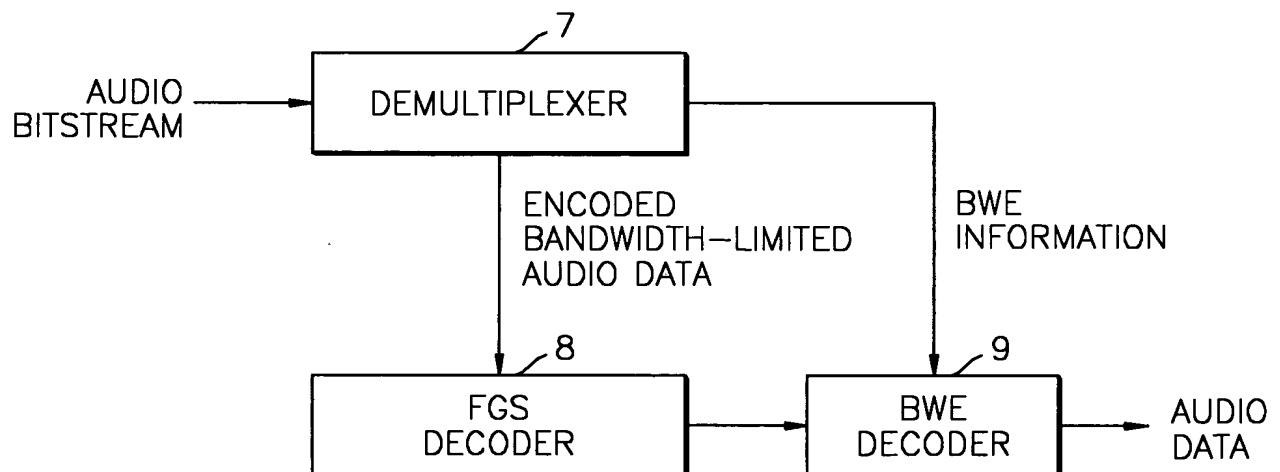 7
AUDIO
BITSTREAM
DEMULTIPLEXER
ENCODED
BANDWIDTH-LIMITED
AUDIO DATA
BWE
INFORMATION
8
FGS
DECODER
9
BWE
DECODER
AUDIO
DATA